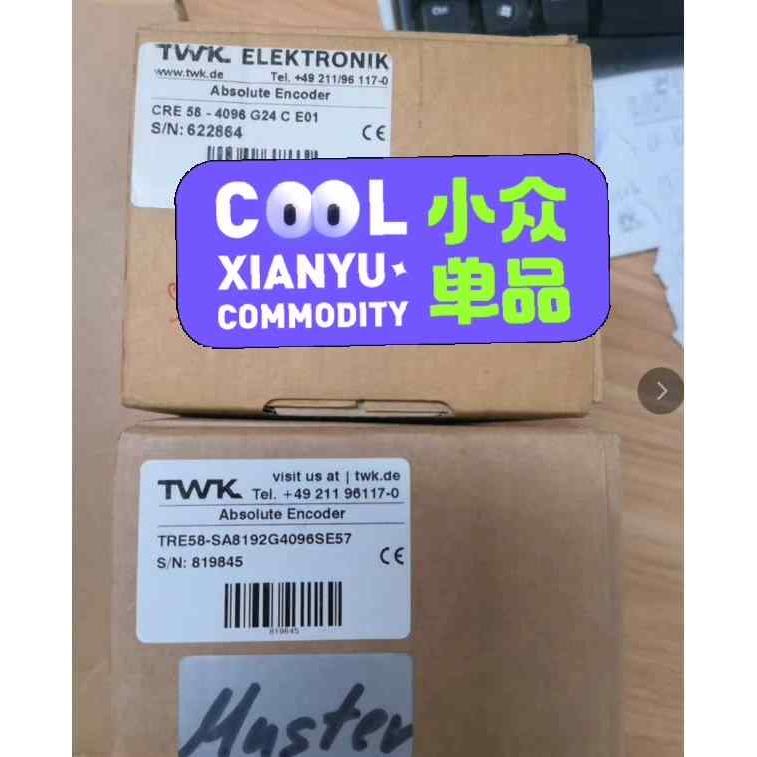 TWK ELEKTRONIK
www.twk.de Tel. +49 211/96 117-0
Absolute Encoder
CRE 58 - 4096 G24 C E01
S/N: 622864 CE
COOL 小众
XIANYU 单品
COMMODITY
TWK visit us at | twk.de
Tel. +49 211 96117-0
Absolute Encoder
TRE58-SA8192G4096SE57
S/N: 819845 CE
819845
Muster